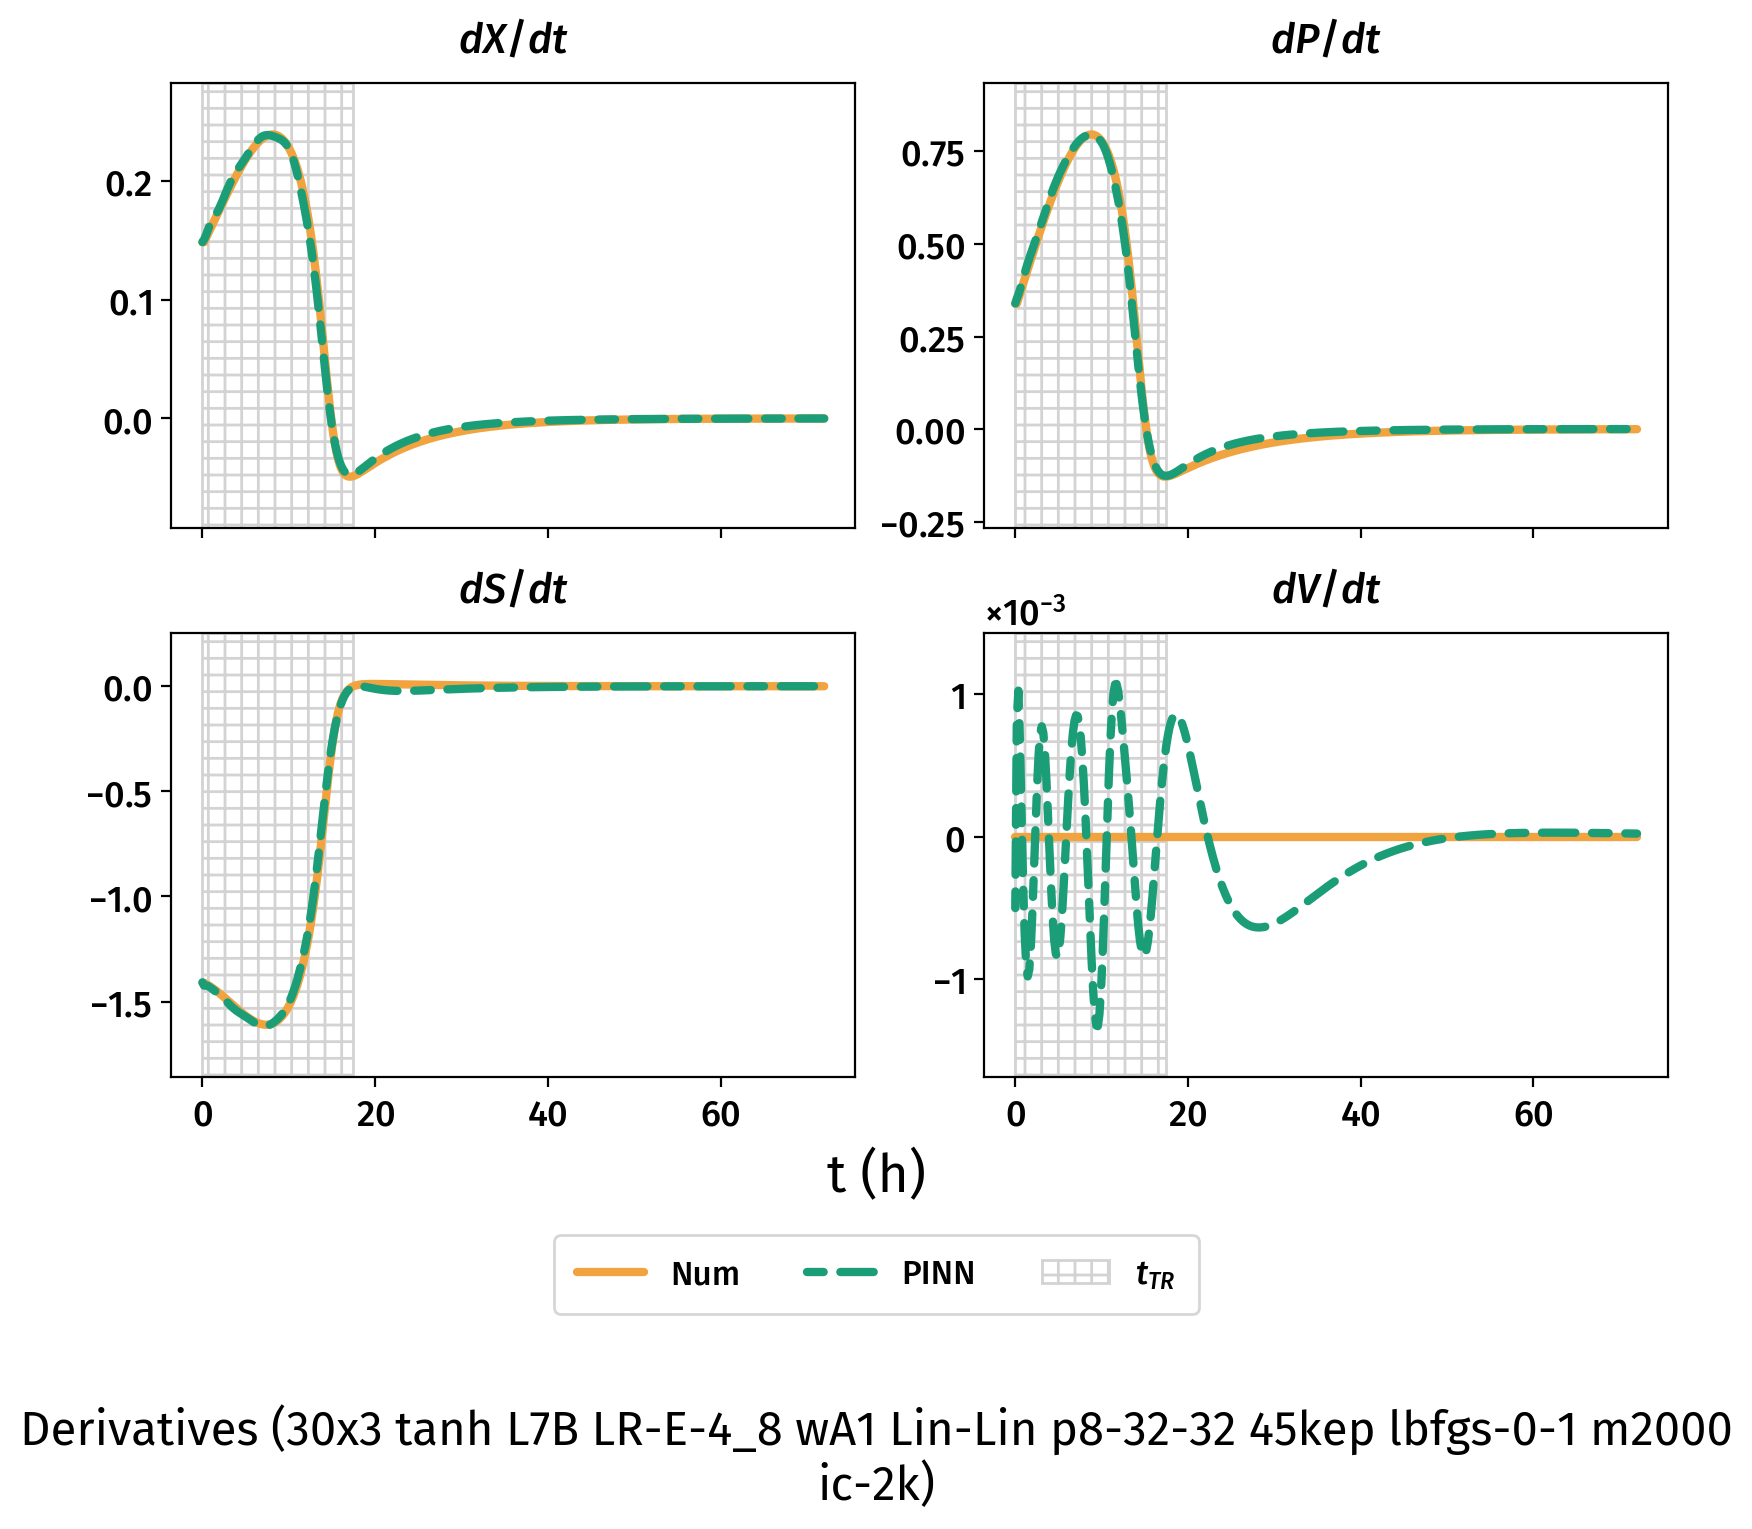 dX/dt
dP/dt
0.2
0.1
0.0
0.75
0.50
0.25
0.00
−0.25
dS/dt
dV/dt
×10⁻³
0.0
−0.5
−1.0
−1.5
1
0
−1
0 20 40 60
0 20 40 60
t (h)
Num PINN t_TR
Derivatives (30x3 tanh L7B LR-E-4_8 wA1 Lin-Lin p8-32-32 45kep lbfgs-0-1 m2000
ic-2k)